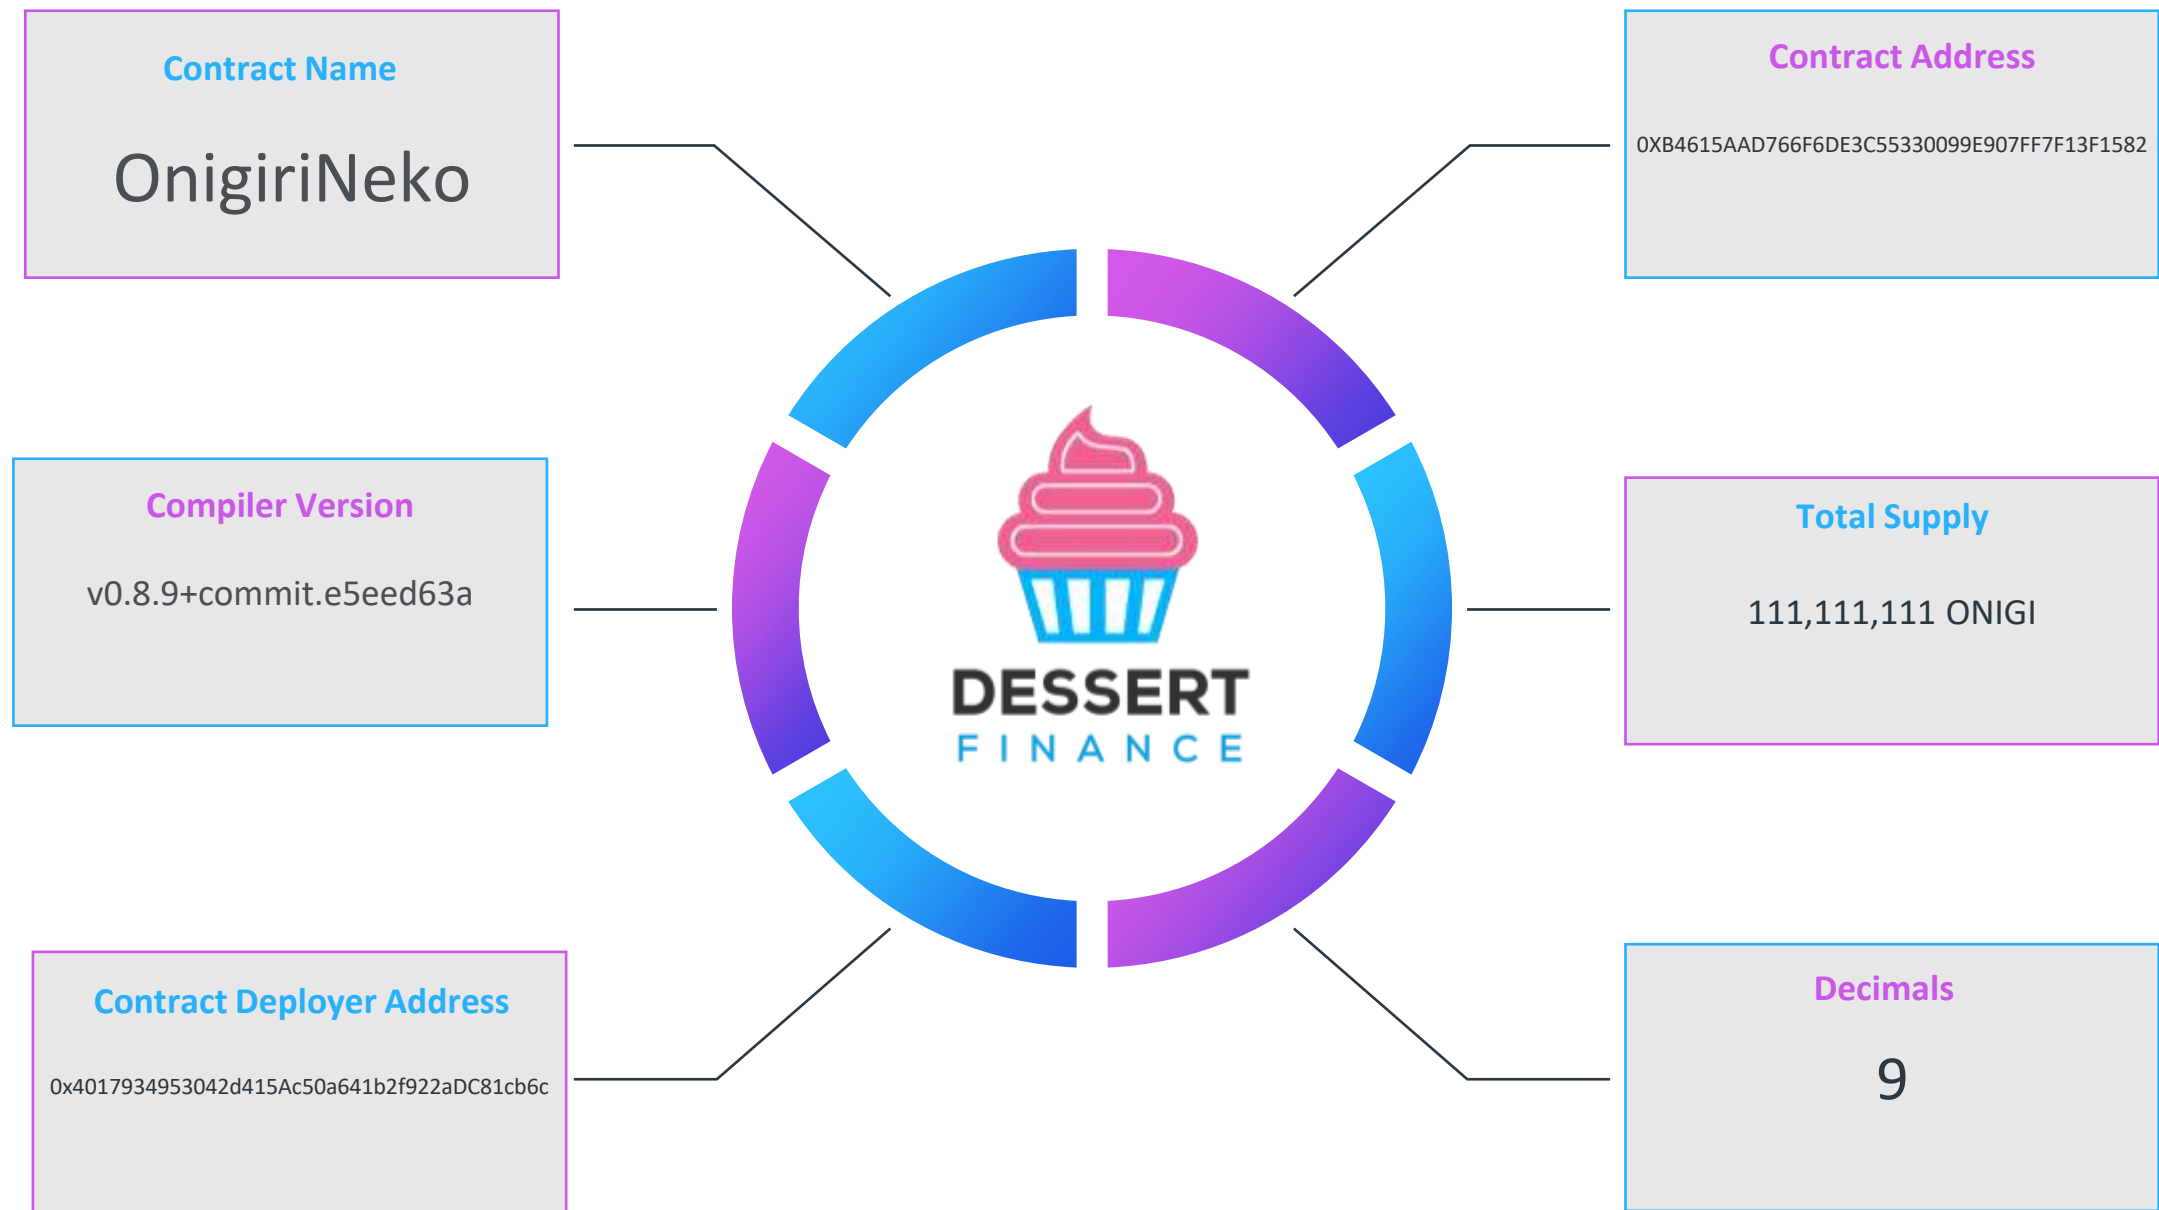 Contract Name
OnigiriNeko
Contract Address
0XB4615AAD766F6DE3C55330099E907FF7F13F1582
Compiler Version
v0.8.9+commit.e5eed63a
DESSERT
FINANCE
Total Supply
111,111,111 ONIGI
Contract Deployer Address
0x4017934953042d415Ac50a641b2f922aDC81cb6c
Decimals
9